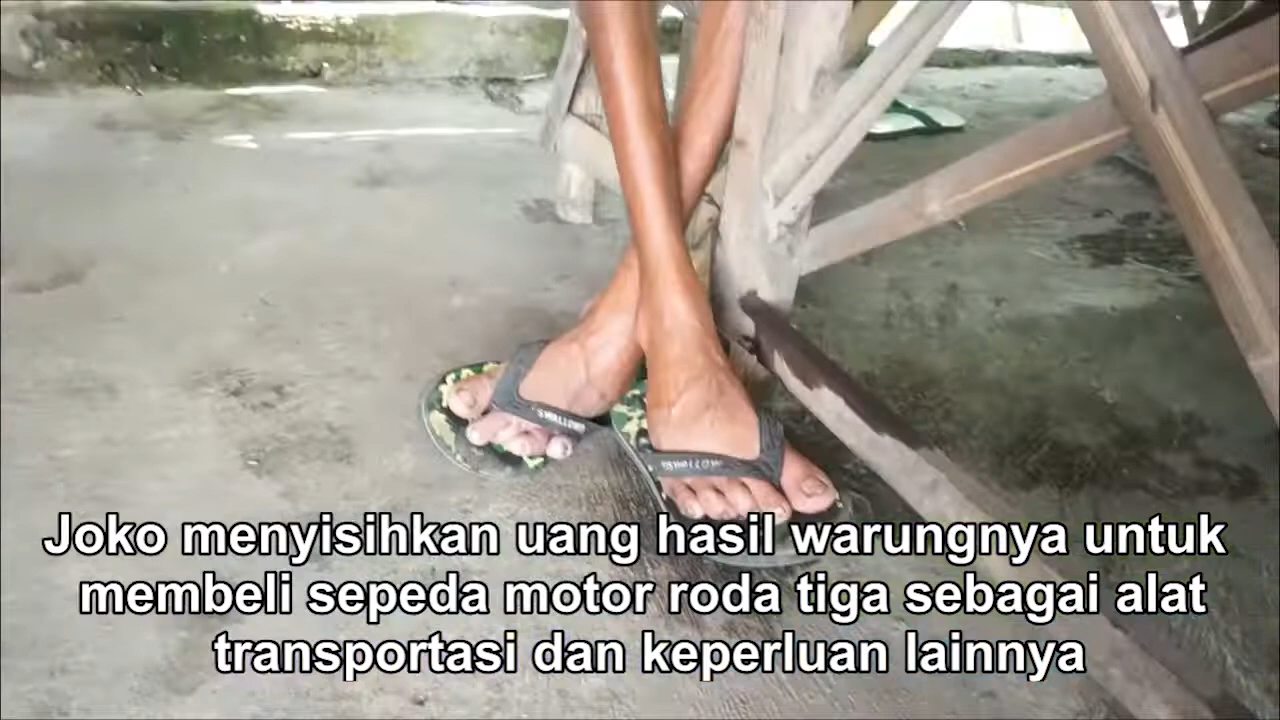 Joko menyisihkan uang hasil warungnya untuk
membeli sepeda motor roda tiga sebagai alat
transportasi dan keperluan lainnya